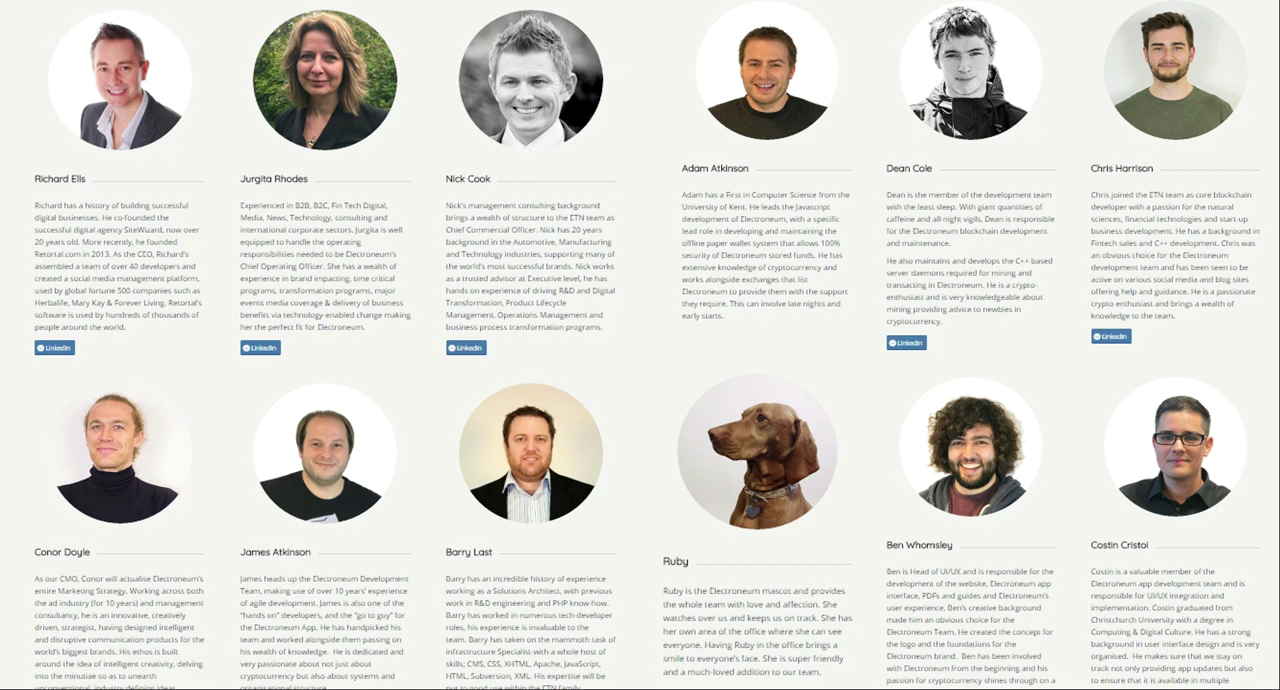 Richard Ells
Richard has a history of building successful
digital businesses. He co-founded the
successful digital agency SiteWizard, now over
20 years old. More recently, he founded
Retortal.com in 2013. As the CEO, Richard's
assembled a team of over 40 developers and
created a social media management platform,
used by global fortune 500 companies such as
Herbalife, Mary Kay & Forever Living. Retortal's
software is used by hundreds of thousands of
people around the world.
LinkedIn
Jurgita Rhodes
Experienced in B2B, B2C, Fin Tech Digital,
Media, News, Technology, consulting and
international corporate sectors. Jurgita is well
equipped to handle the operating
responsibilities needed to be Electroneum's
Chief Operating Officer. She has a wealth of
experience in brand impacting, time critical
programs, transformation programs, major
events media coverage & delivery of business
benefits via technology-enabled change making
her the perfect fit for Electroneum.
LinkedIn
Nick Cook
Nick's management consulting background
brings a wealth of structure to the ETN team as
Chief Commercial Officer. Nick has 20 years
background in the Automotive, Manufacturing
and Technology industries, supporting many of
the world's most successful brands. Nick works
as a trusted advisor at Executive level, he has
hands on experience of driving R&D and Digital
Transformation, Product Lifecycle
Management, Operations Management and
business process transformation programs.
LinkedIn
Adam Atkinson
Adam has a First in Computer Science from the
University of Kent. He leads the Javascript
development of Electroneum, with a specific
lead role in developing and maintaining the
offline paper wallet system that allows 100%
security of Electroneum stored funds. He has
extensive knowledge of cryptocurrency and
works alongside exchanges that list
Electroneum to provide them with the support
they require. This can involve late nights and
early starts.
Dean Cole
Dean is the member of the development team
with the least sleep. With giant quantities of
caffeine and all-night vigils, Dean is responsible
for the Electroneum blockchain development
and maintenance.
He also maintains and develops the C++ based
server daemons required for mining and
transacting in Electroneum. He is a crypto-
enthusiast and is very knowledgeable about
mining providing advice to newbies in
cryptocurrency.
LinkedIn
Chris Harrison
Chris joined the ETN team as core blockchain
developer with a passion for the natural
sciences, financial technologies and start-up
business development. He has a background in
Fintech sales and C++ development. Chris was
an obvious choice for the Electroneum
development team and has been seen to be
active on various social media and blog sites
offering help and guidance. He is a passionate
crypto enthusiast and brings a wealth of
knowledge to the team.
LinkedIn
Conor Doyle
As our CMO, Conor will actualise Electroneum's
entire Marketing Strategy. Working across both
the ad industry (for 10 years) and management
consultancy, he is an innovative, creatively
driven, strategist, having designed intelligent
and disruptive communication products for the
world's biggest brands. His ethos is built
around the idea of intelligent creativity, delving
into the minutiae so as to unearth
unconventional, industry defining ideas
James Atkinson
James heads up the Electroneum Development
Team, making use of over 10 years' experience
of agile development. James is also one of the
"hands on" developers, and the "go to guy" for
the Electroneum App. He has handpicked his
team and worked alongside them passing on
his wealth of knowledge. He is dedicated and
very passionate about not just about
cryptocurrency but also about systems and
organisational structure.
Barry Last
Barry has an incredible history of experience
working as a Solutions Architect, with previous
work in R&D engineering and PHP know-how.
Barry has worked in numerous tech-developer
roles, his experience is invaluable to the
team. Barry has taken on the mammoth task of
infrastructure Specialist with a whole host of
skills; CMS, CSS, XHTML, Apache, JavaScript,
HTML, Subversion, XML. His expertise will be
put to good use within the ETN family.
Ruby
Ruby is the Electroneum mascot and provides
the whole team with love and affection. She
watches over us and keeps us on track. She has
her own area of the office where she can see
everyone. Having Ruby in the office brings a
smile to everyone's face. She is super friendly
and a much-loved addition to our team.
Ben Whomsley
Ben is Head of UI/UX and is responsible for the
development of the website, Electroneum app
interface, PDFs and guides and Electroneum's
user experience. Ben's creative background
made him an obvious choice for the
Electroneum Team. He created the concept for
the logo and the foundations for the
Electroneum brand. Ben has been involved
with Electroneum from the beginning and his
passion for cryptocurrency shines through on a
Costin Cristoi
Costin is a valuable member of the
Electroneum app development team and is
responsible for UI/UX integration and
implementation. Costin graduated from
Christchurch University with a degree in
Computing & Digital Culture. He has a strong
background in user interface design and is very
organised. He makes sure that we stay on
track not only providing app updates but also
to ensure that it is available in multiple